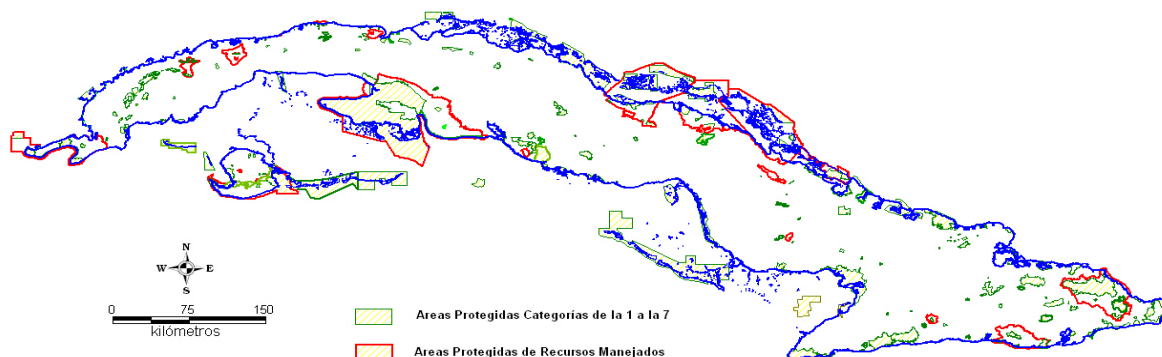 N
W E
S
0 75 150
kilómetros
Areas Protegidas Categorías de la 1 a la 7
Areas Protegidas de Recursos Manejados